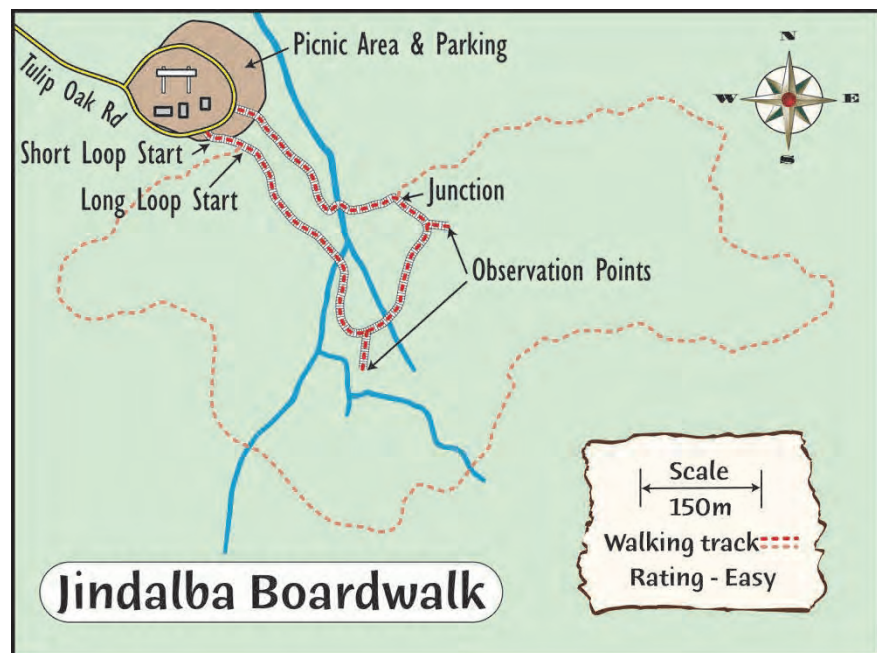 Picnic Area & Parking
Tulip Oak Rd
N
W
E
S
Short Loop Start
Long Loop Start
Junction
Observation Points
Scale
150m
Walking track
Rating - Easy
Jindalba Boardwalk